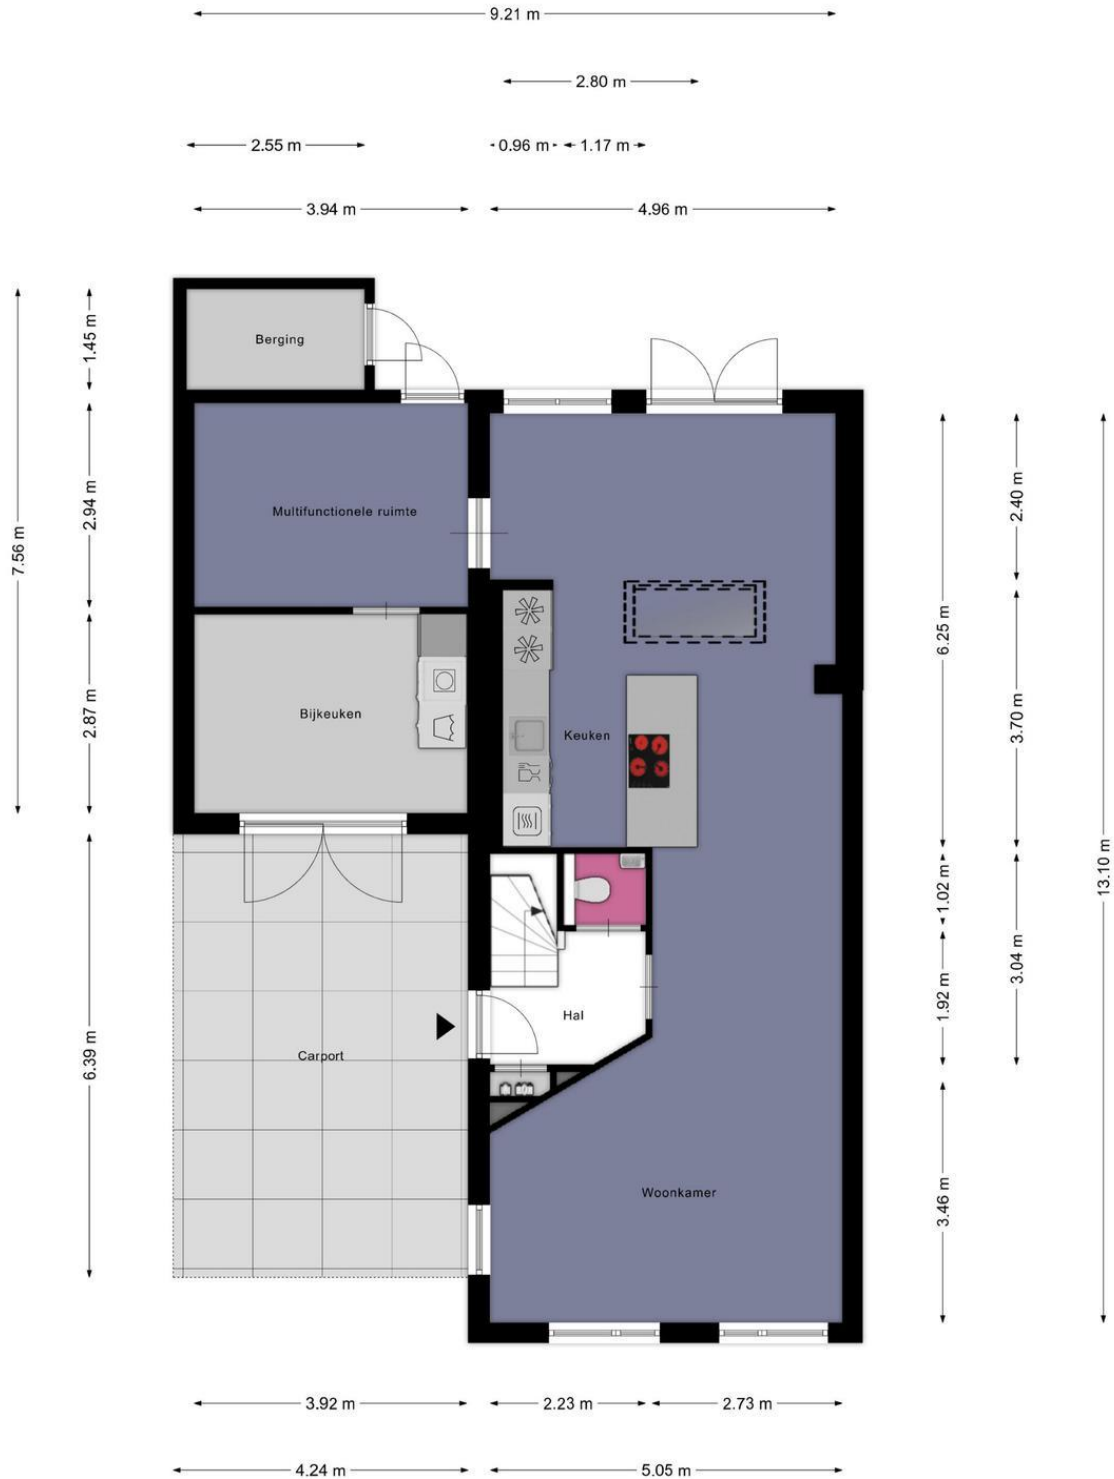 9.21 m
2.80 m
2.55 m
0.96 m
1.17 m
3.94 m
4.96 m
7.56 m
1.45 m
2.94 m
2.87 m
6.39 m
Berging
Multifunctionele ruimte
Bijkeuken
Keuken
Hal
Carport
Woonkamer
6.25 m
1.02 m
1.92 m
3.46 m
2.40 m
3.70 m
3.04 m
13.10 m
3.92 m
2.23 m
2.73 m
4.24 m
5.05 m